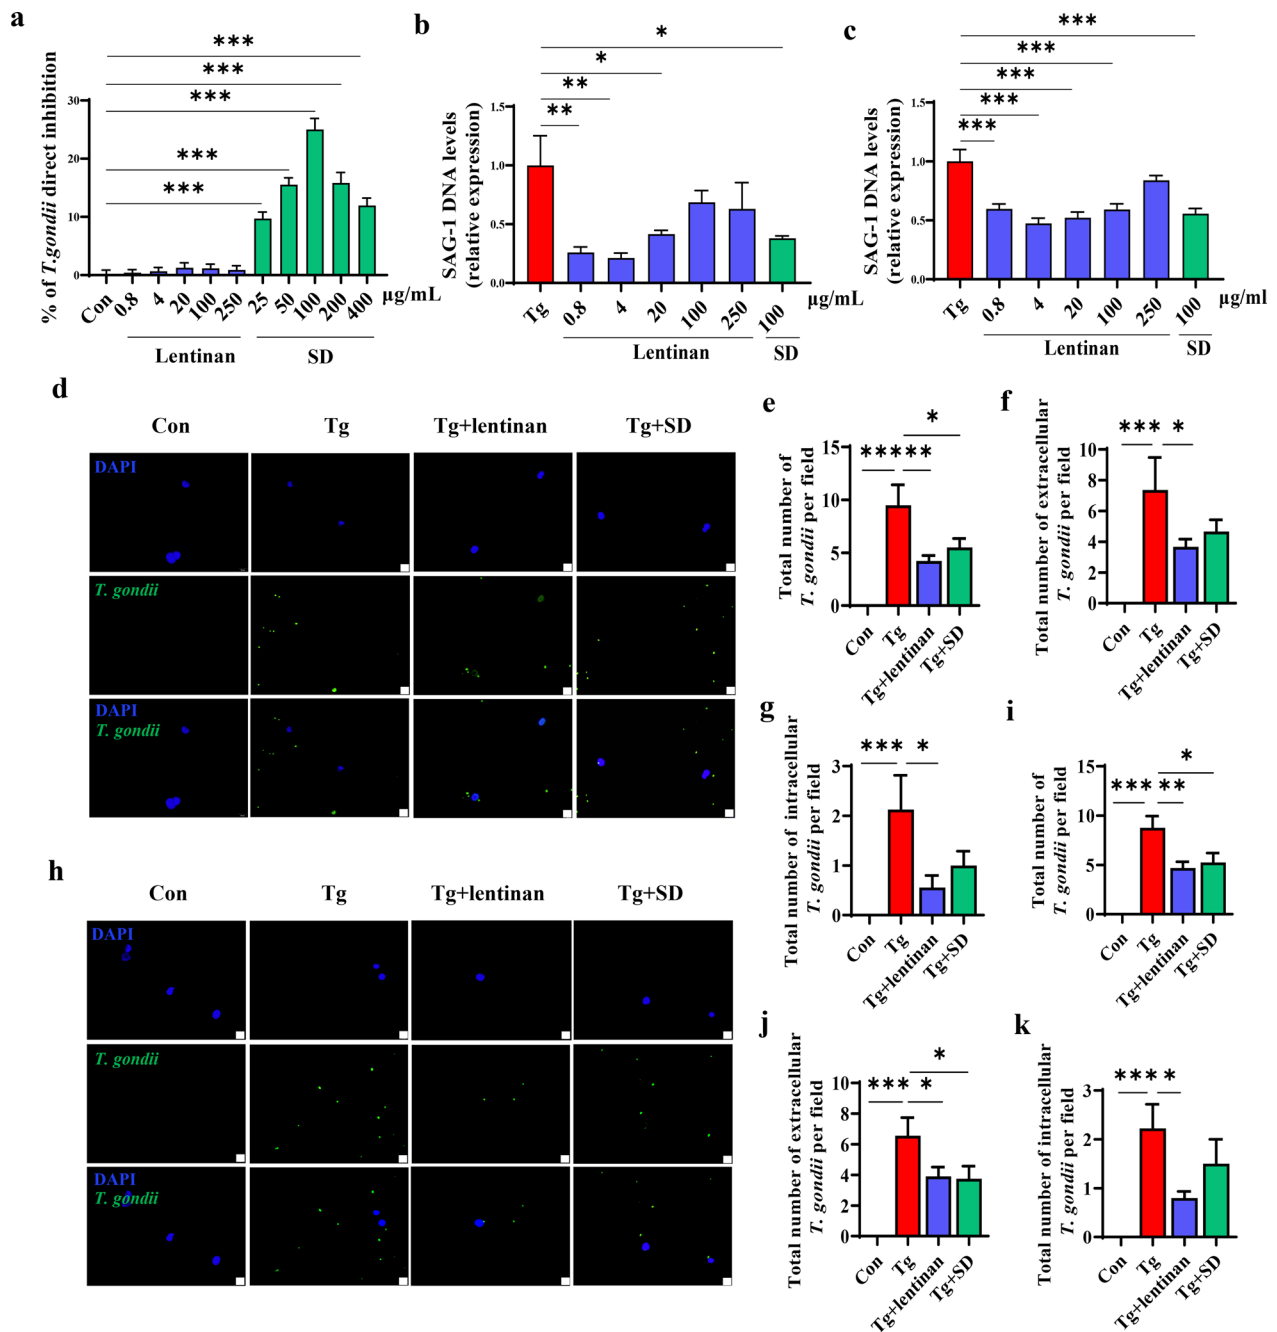 a
% of T.gondii direct inhibition
30
20
10
0
***
***
***
***
***
Con
0.8
4
20
100
250
25
50
100
200
400
µg/mL
Lentinan
SD
b
SAG-1 DNA levels
(relative expression)
1.5
1.0
0.5
0.0
*
*
**
**
Tg
0.8
4
20
100
250
100
µg/mL
Lentinan
SD
c
SAG-1 DNA levels
(relative expression)
1.5
1.0
0.5
0.0
***
***
***
***
***
Tg
0.8
4
20
100
250
100
µg/ml
Lentinan
SD
d
Con
Tg
Tg+lentinan
Tg+SD
DAPI
T. gondii
DAPI
T. gondii
e
Total number of
T. gondii per field
15
10
5
0
*
*****
Con
Tg
Tg+lentinan
Tg+SD
f
Total number of extracellular
T. gondii per field
10
8
6
4
2
0
*** *
Con
Tg
Tg+lentinan
Tg+SD
g
Total number of intracellular
T. gondii per field
3
2
1
0
*** *
Con
Tg
Tg+lentinan
Tg+SD
i
Total number of
T. gondii per field
15
10
5
0
*
*** **
Con
Tg
Tg+lentinan
Tg+SD
h
Con
Tg
Tg+lentinan
Tg+SD
DAPI
T. gondii
DAPI
T. gondii
j
Total number of extracellular
T. gondii per field
10
8
6
4
2
0
*
*** *
Con
Tg
Tg+lentinan
Tg+SD
k
Total number of intracellular
T. gondii per field
3
2
1
0
*** *
Con
Tg
Tg+lentinan
Tg+SD